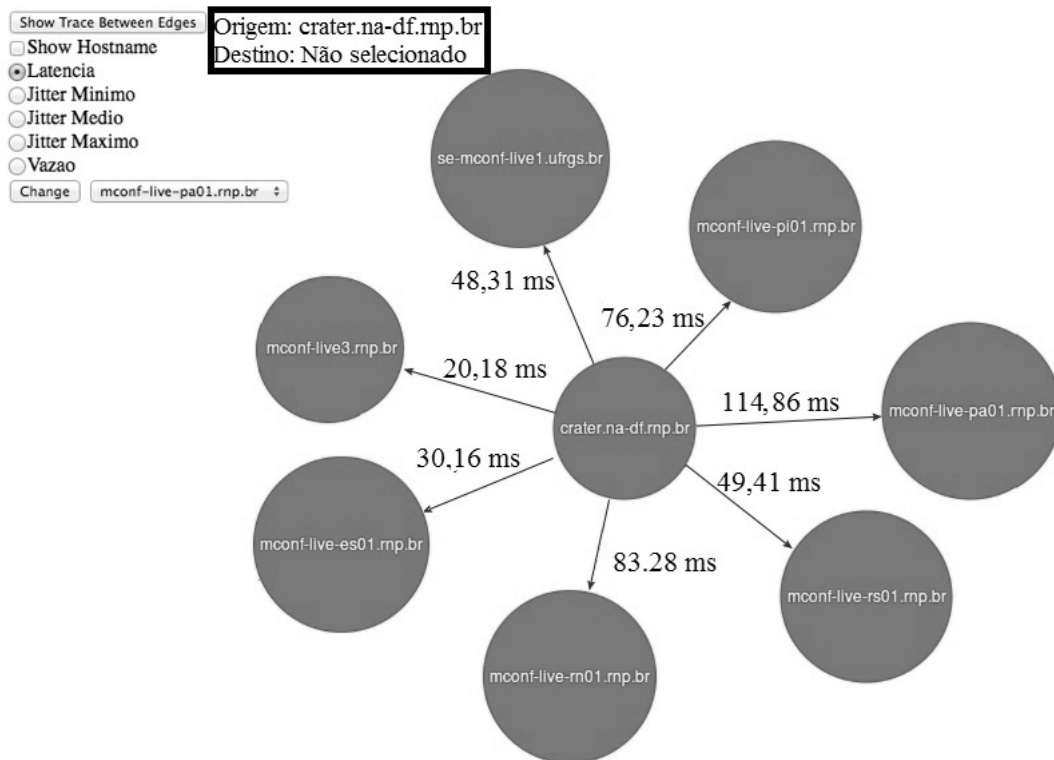 Show Trace Between Edges
Origem: crater.na-df.rnp.br
Destino: Não selecionado
Show Hostname
Latencia
Jitter Minimo
Jitter Medio
Jitter Maximo
Vazao
Change
mconf-live-pa01.rnp.br
se-mconf-live1.ufrgs.br
mconf-live-pi01.rnp.br
48,31 ms
76,23 ms
mconf-live3.rnp.br
20,18 ms
114,86 ms
mconf-live-pa01.rnp.br
crater.na-df.rnp.br
30,16 ms
49,41 ms
mconf-live-es01.rnp.br
83.28 ms
mconf-live-rs01.rnp.br
mconf-live-rn01.rnp.br